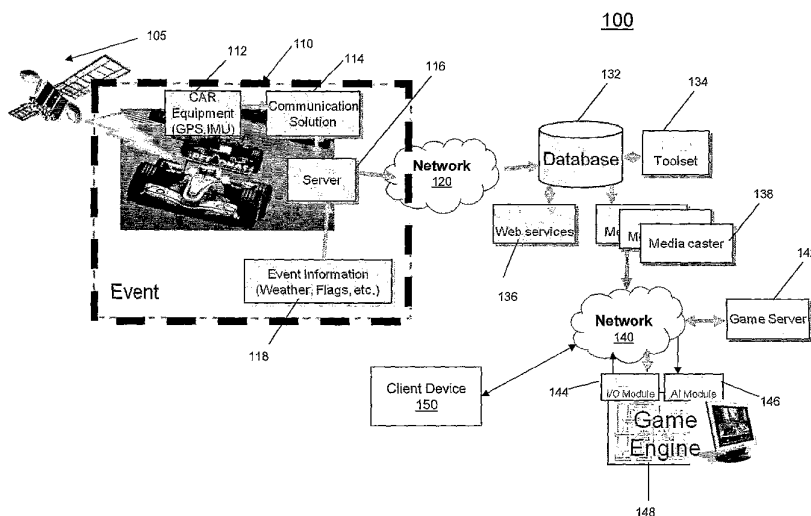 100
105
112
110
114
116
CAR
Equipment
(GPS,IMU)
Communication
Solution
Server
Event Information
(Weather, Flags, etc.)
Event
118
Network
120
132
134
Database
Toolset
Web services
136
Media caster
138
Network
140
Game Server
Client Device
150
144
I/O Module
AI Module
146
Game
Engine
148